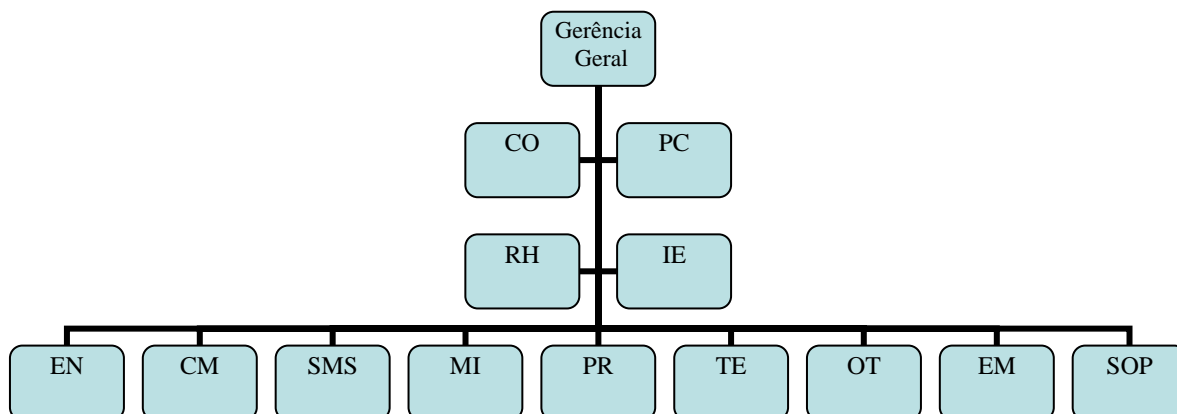 Gerência
Geral
CO
PC
RH
IE
EN
CM
SMS
MI
PR
TE
OT
EM
SOP